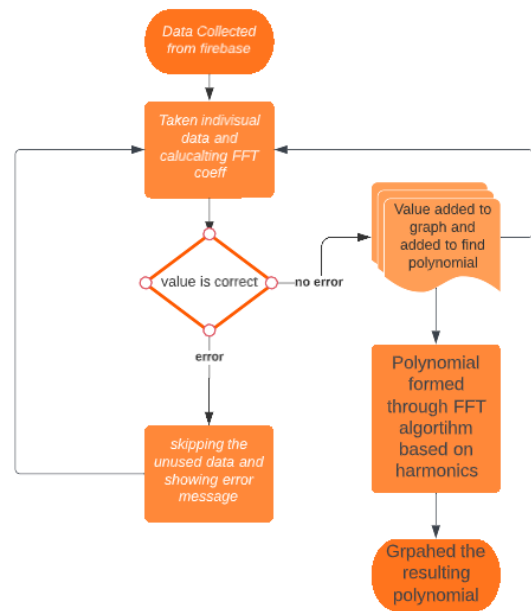 Data Collected
from firebase
Taken indivisual
data and
calucalting FFT
coeff
value is correct
no error
Value added to
graph and
added to find
polynomial
error
skipping the
unused data and
showing error
message
Polynomial
formed
through FFT
algortihm
based on
harmonics
Grpahed the
resulting
polynomial